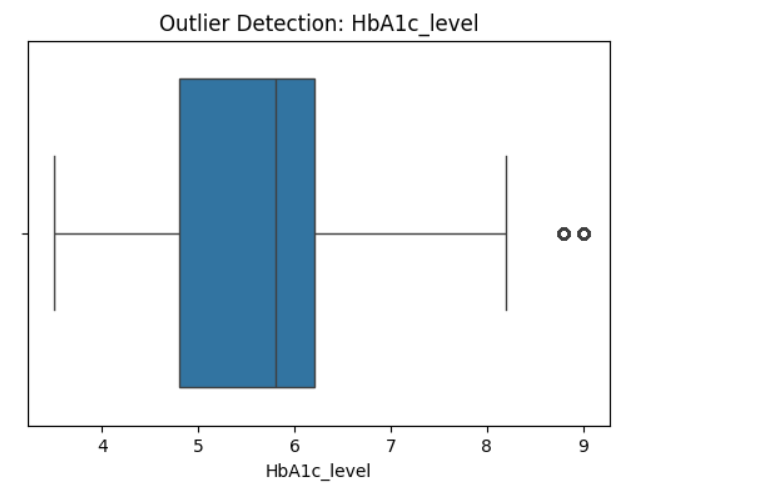 Outlier Detection: HbA1c_level
4 5 6 7 8 9
HbA1c_level